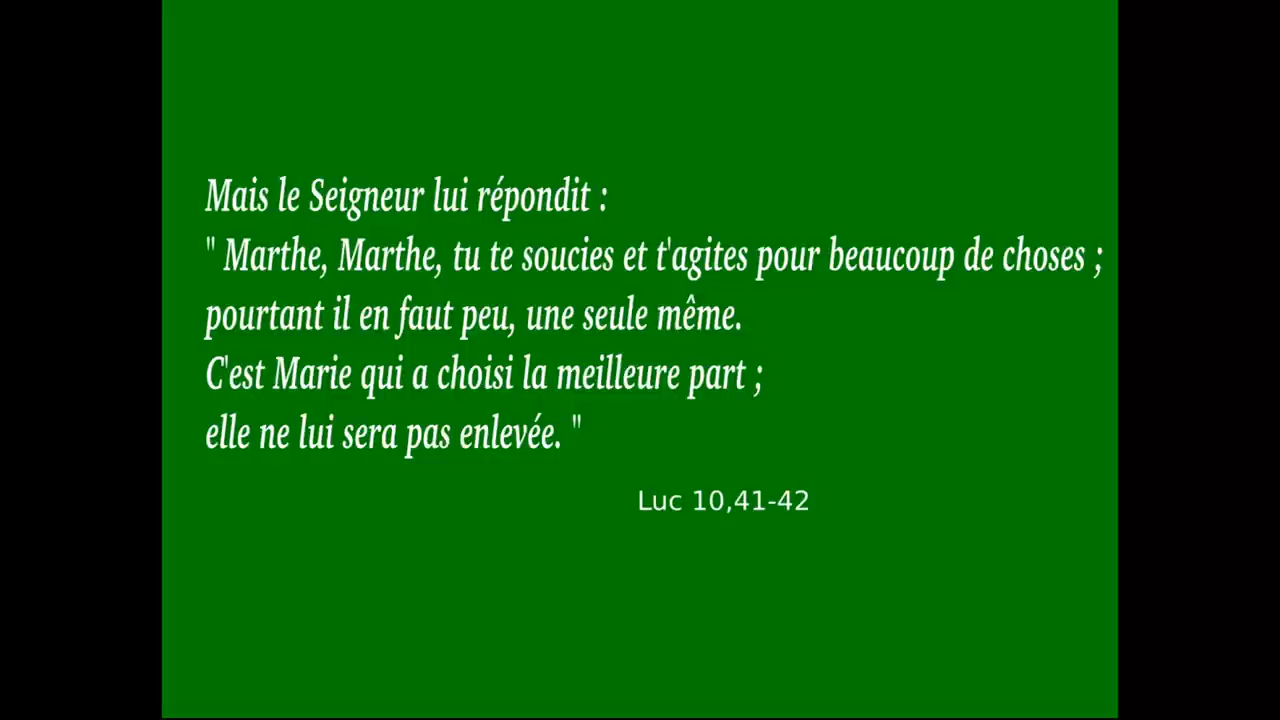 Mais le Seigneur lui répondit :
" Marthe, Marthe, tu te soucies et t'agites pour beaucoup de choses ;
pourtant il en faut peu, une seule même.
C'est Marie qui a choisi la meilleure part ;
elle ne lui sera pas enlevée. "
Luc 10,41-42